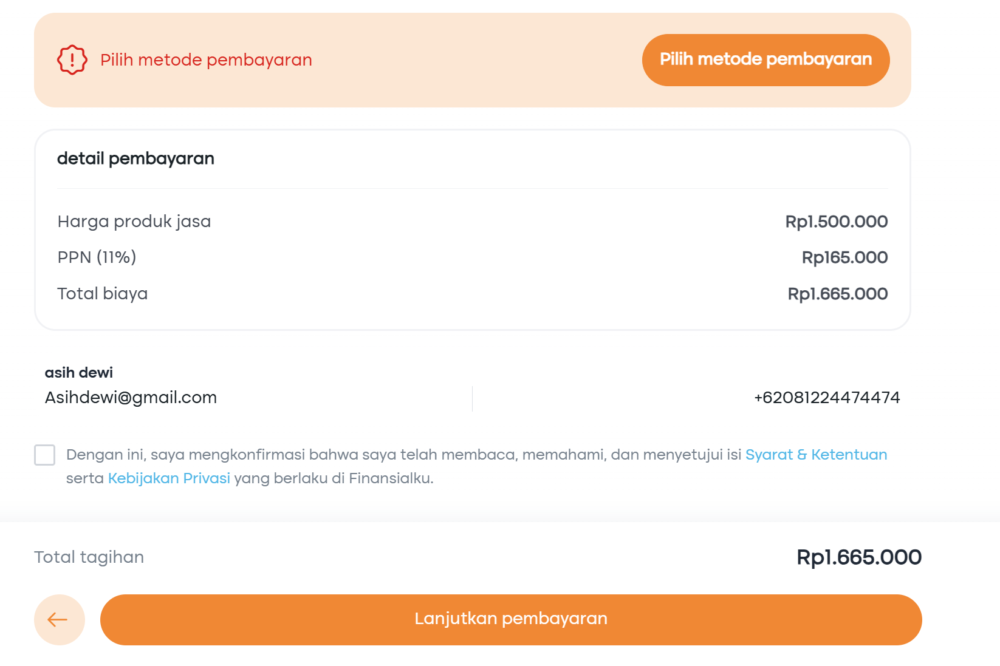 Pilih metode pembayaran
Pilih metode pembayaran
detail pembayaran
Harga produk jasa
Rp1.500.000
PPN (11%)
Rp165.000
Total biaya
Rp1.665.000
asih dewi
Asihdewi@gmail.com
+62081224474474
Dengan ini, saya mengkonfirmasi bahwa saya telah membaca, memahami, dan menyetujui isi Syarat & Ketentuan
serta Kebijakan Privasi yang berlaku di Finansialku.
Total tagihan
Rp1.665.000
Lanjutkan pembayaran